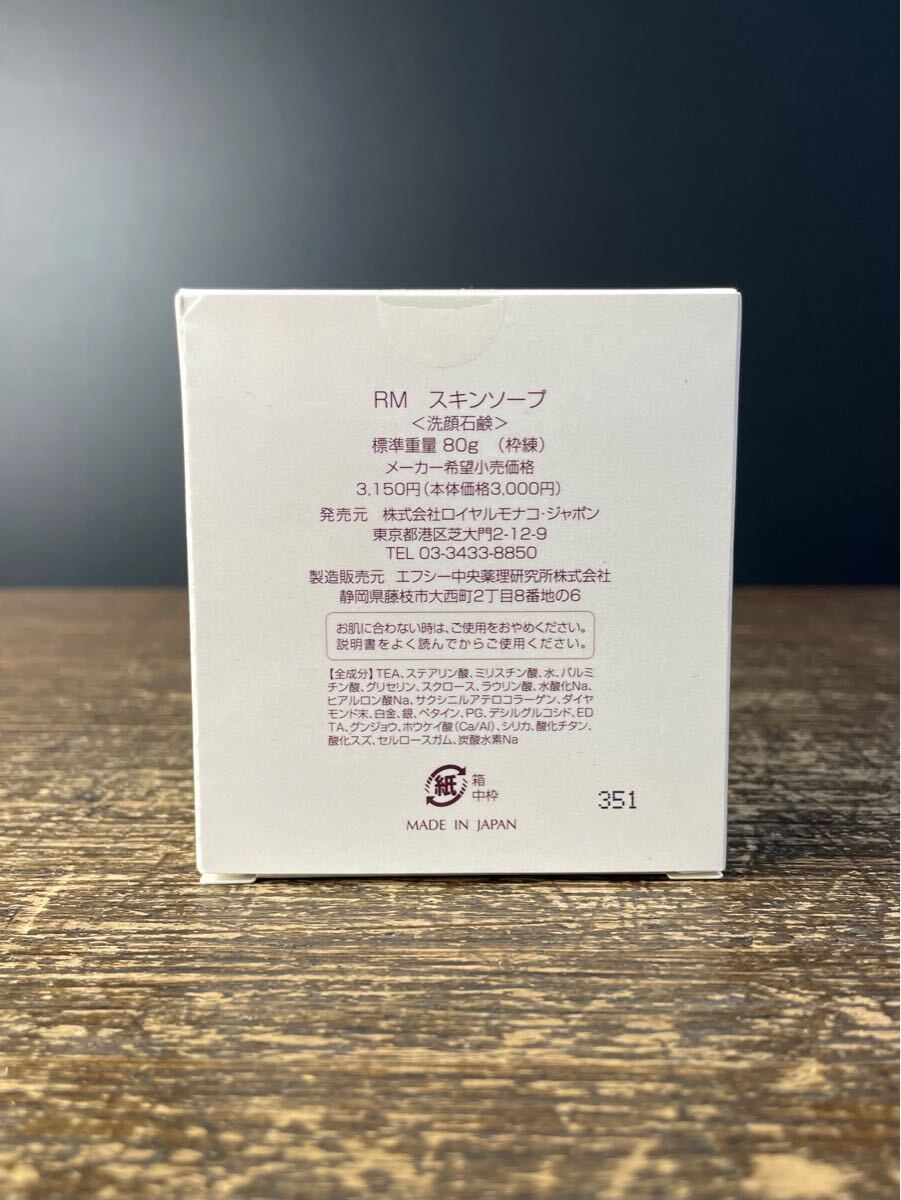 RM スキンソープ
＜洗顔石鹸＞
標準重量 80g （枠練）
メーカー希望小売価格
3,150円（本体価格3,000円）
発売元 株式会社ロイヤルモナコ・ジャポン
東京都港区芝大門2-12-9
TEL 03-3433-8850
製造販売元 エフシー中央薬理研究所株式会社
静岡県藤枝市大西町2丁目8番地の6
お肌に合わない時は、ご使用をおやめください。
説明書をよく読んでからご使用ください。
【全成分】TEA、ステアリン酸、ミリスチン酸、水、パルミ
チン酸、グリセリン、スクロース、ラウリン酸、水酸化Na、
ヒアルロン酸Na、サクシニルアテロコラーゲン、ダイヤ
モンド末、白金、銀、ベタイン、PG、デシルグルコシド、ED
TA、グンジョウ、ホウケイ酸（Ca/Al）、シリカ、酸化チタン、
酸化スズ、セルロースガム、炭酸水素Na
紙 箱
中枠
351
MADE IN JAPAN